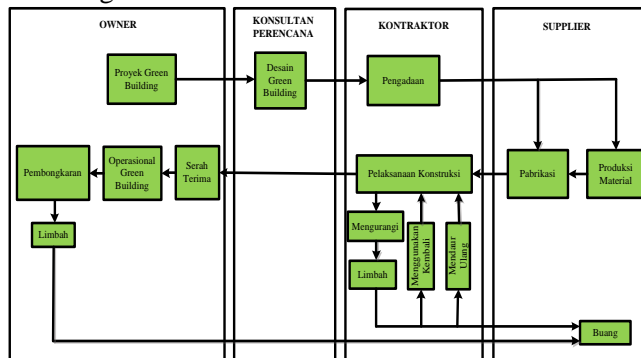 OWNER
KONSULTAN
PERENCANA
KONTRAKTOR
SUPPLIER
Proyek Green
Building
Desain
Green
Building
Pengadaan
Pembongkaran
Operasional
Green
Building
Serah
Terima
Pelaksanaan Konstruksi
Pabrikasi
Produksi
Material
Limbah
Mengurangi
Limbah
Menggunakan
Kembali
Mendaur
Ulang
Buang